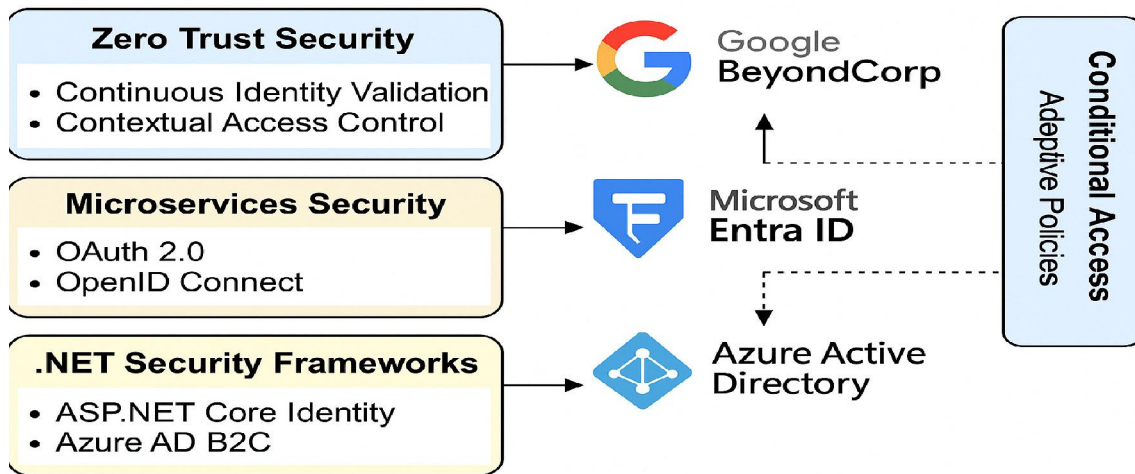 Zero Trust Security
• Continuous Identity Validation
• Contextual Access Control
Google
BeyondCorp
Microservices Security
• OAuth 2.0
• OpenID Connect
Microsoft
Entra ID
.NET Security Frameworks
• ASP.NET Core Identity
• Azure AD B2C
Azure Active
Directory
Conditional Access
Adeptive Policies